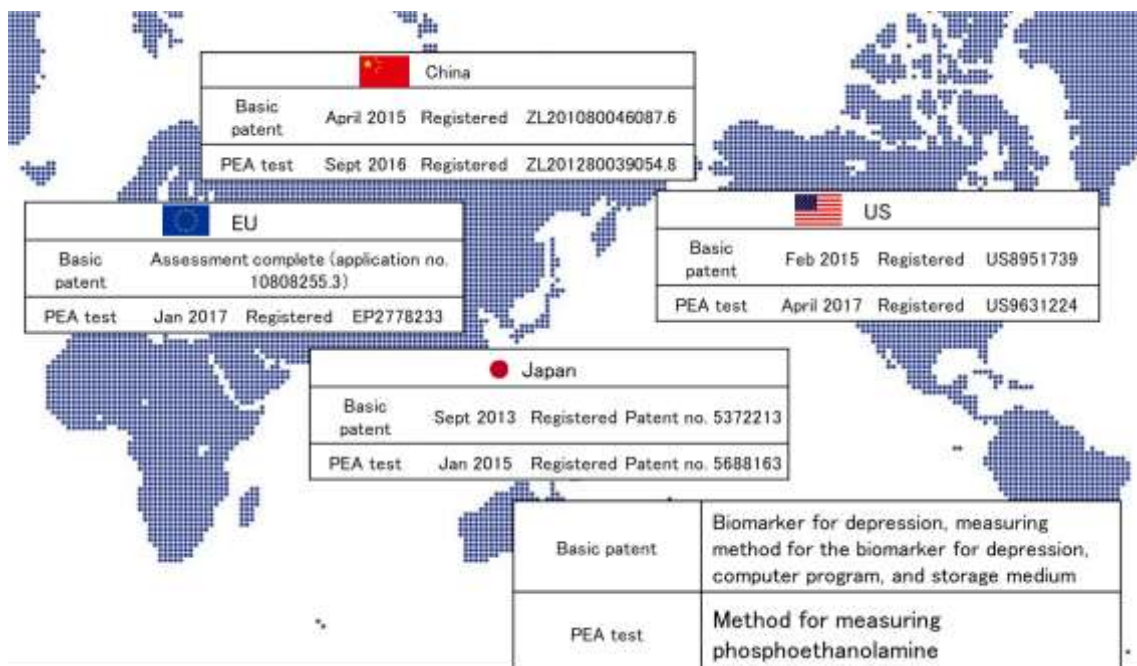 China
Basic
patent
April 2015 Registered ZL201080046087.6
PEA test Sept 2016 Registered ZL201280039054.8
EU
Basic
patent
Assessment complete (application no.
10808255.3)
PEA test Jan 2017 Registered EP2778233
US
Basic
patent
Feb 2015 Registered US8951739
PEA test April 2017 Registered US9631224
Japan
Basic
patent
Sept 2013 Registered Patent no. 5372213
PEA test Jan 2015 Registered Patent no. 5688163
Basic patent
Biomarker for depression, measuring
method for the biomarker for depression,
computer program, and storage medium
PEA test
Method for measuring
phosphoethanolamine